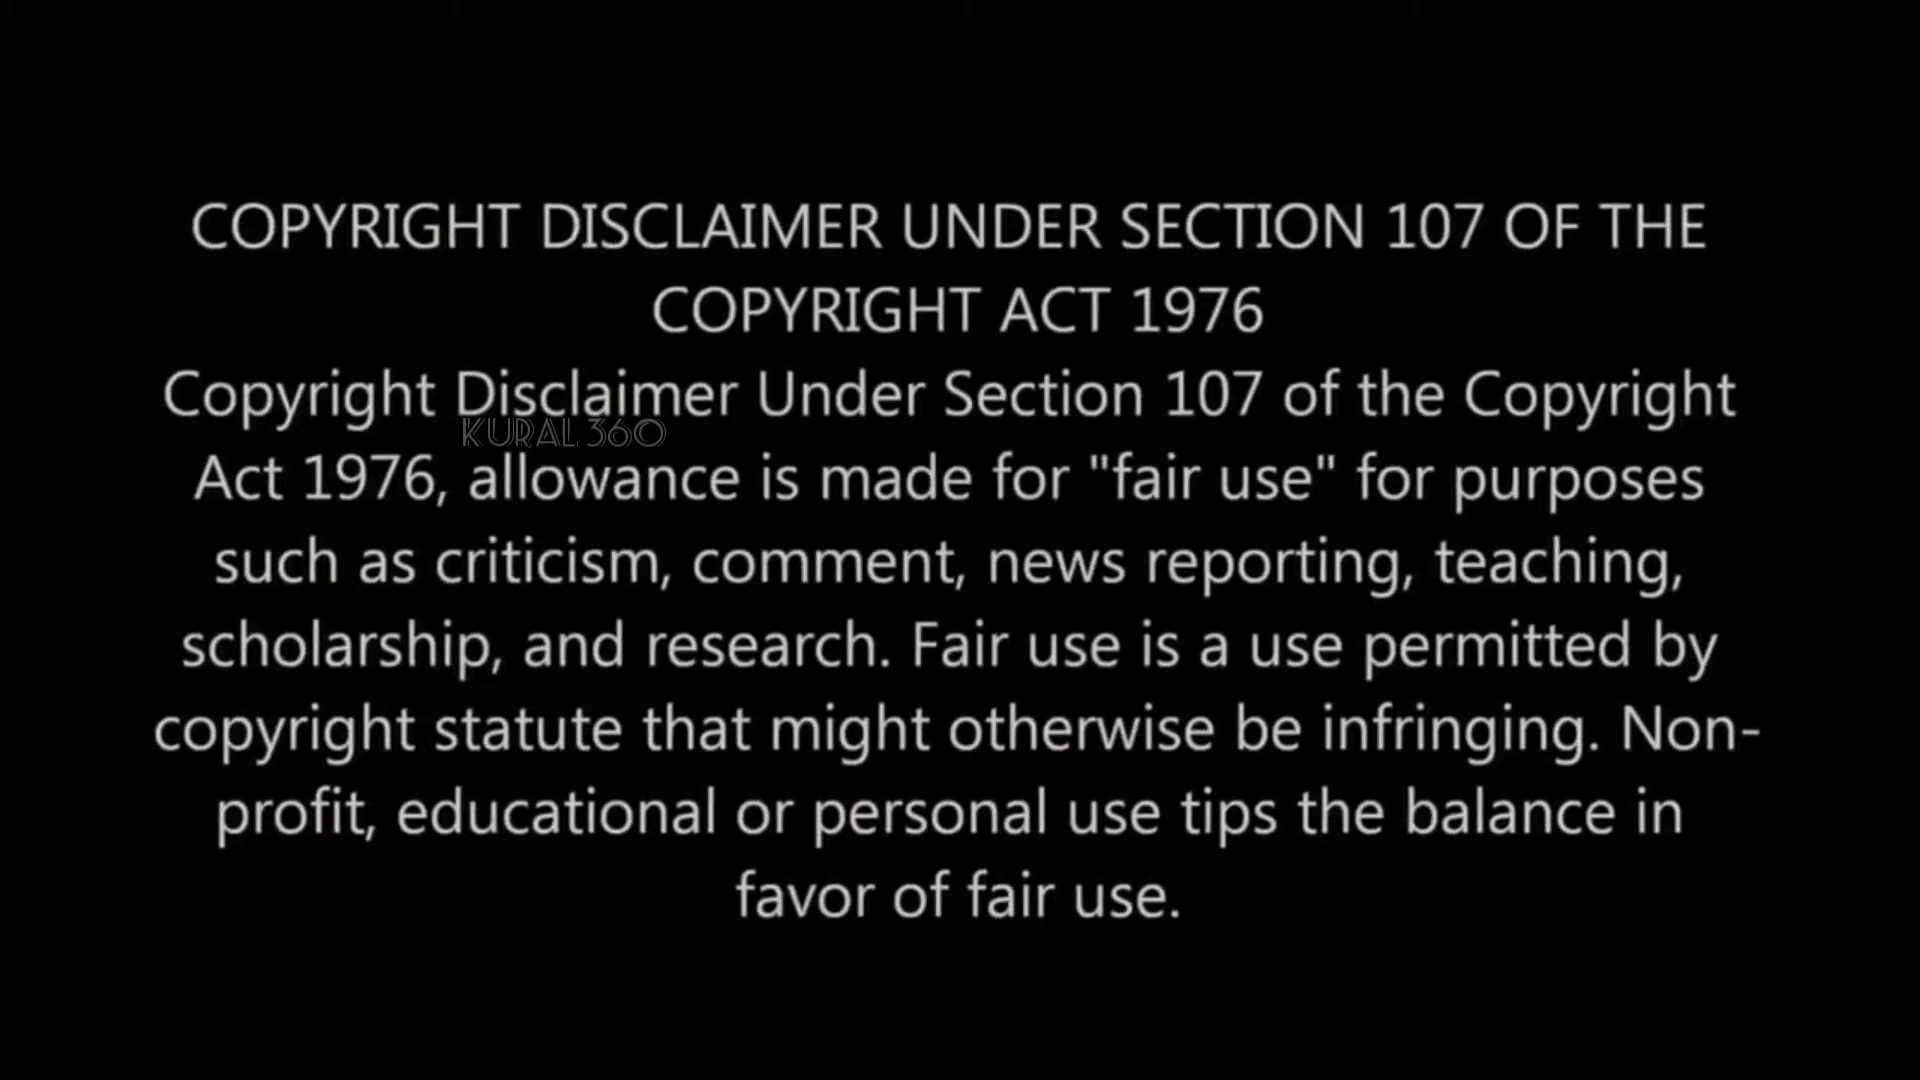 COPYRIGHT DISCLAIMER UNDER SECTION 107 OF THE
COPYRIGHT ACT 1976
Copyright Disclaimer Under Section 107 of the Copyright
KURAL 360
Act 1976, allowance is made for "fair use" for purposes
such as criticism, comment, news reporting, teaching,
scholarship, and research. Fair use is a use permitted by
copyright statute that might otherwise be infringing. Non-
profit, educational or personal use tips the balance in
favor of fair use.